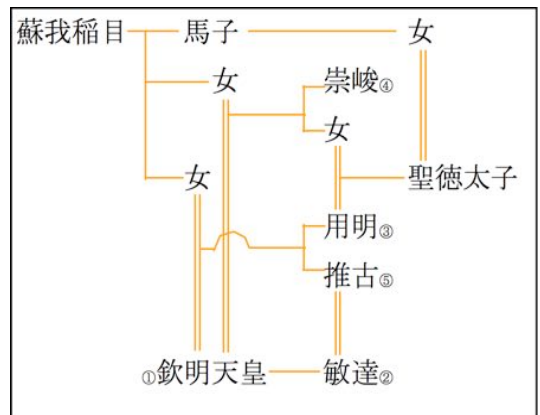 蘇我稲目 馬子 女
女 崇峻④
女
女 聖徳太子
用明③
推古⑤
①欽明天皇 敏達②